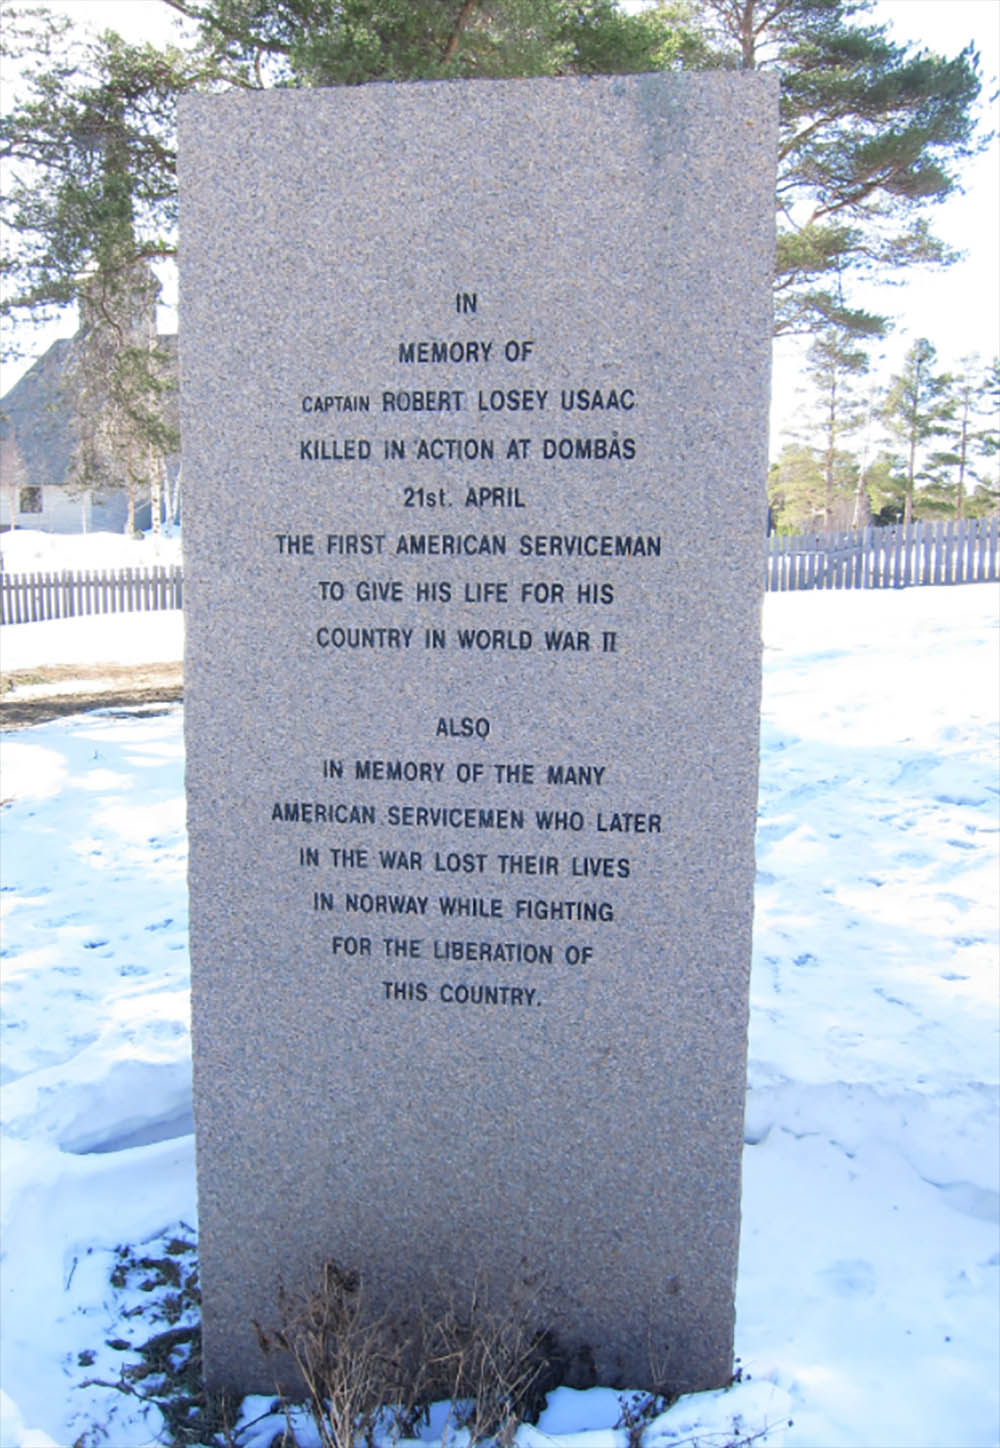 IN
MEMORY OF
CAPTAIN ROBERT LOSEY USAAC
KILLED IN ACTION AT DOMBÅS
21st. APRIL
THE FIRST AMERICAN SERVICEMAN
TO GIVE HIS LIFE FOR HIS
COUNTRY IN WORLD WAR II
ALSO
IN MEMORY OF THE MANY
AMERICAN SERVICEMEN WHO LATER
IN THE WAR LOST THEIR LIVES
IN NORWAY WHILE FIGHTING
FOR THE LIBERATION OF
THIS COUNTRY.